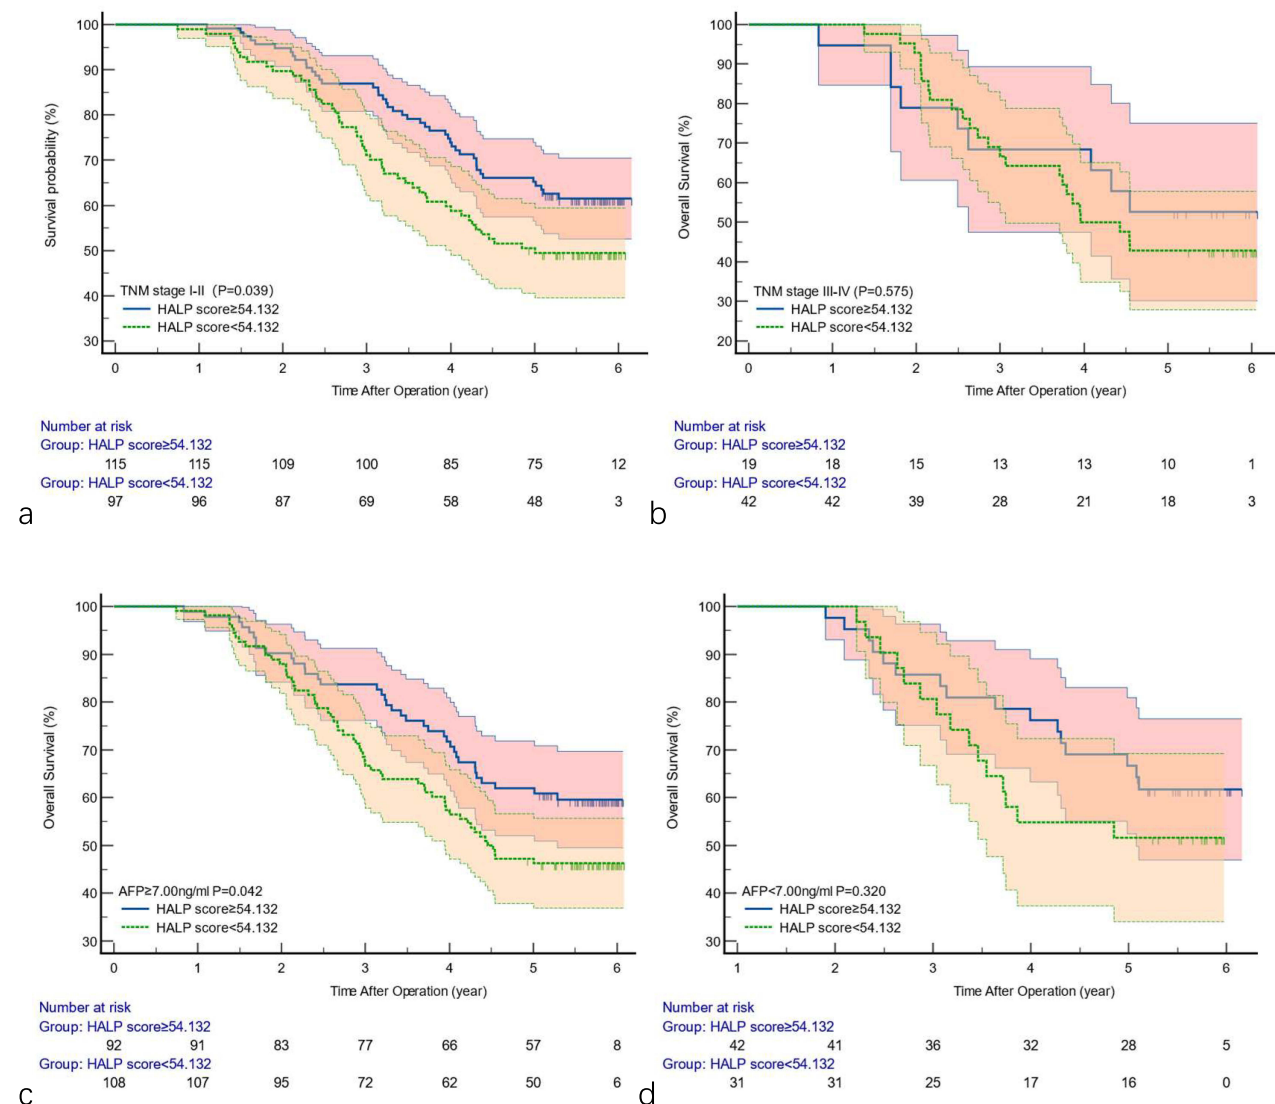 100
90
80
70
60
50
40
30
Survival probability (%)
TNM stage I-II (P=0.039)
HALP score≥54.132
HALP score<54.132
0 1 2 3 4 5 6
Time After Operation (year)
Number at risk
Group: HALP score≥54.132
115 115 109 100 85 75 12
Group: HALP score<54.132
97 96 87 69 58 48 3
a
100
90
80
70
60
50
40
30
20
Overall Survival (%)
TNM stage III-IV (P=0.575)
HALP score≥54.132
HALP score<54.132
0 1 2 3 4 5 6
Time After Operation (year)
Number at risk
Group: HALP score≥54.132
19 18 15 13 13 10 1
Group: HALP score<54.132
42 42 39 28 21 18 3
b
100
90
80
70
60
50
40
30
Overall Survival (%)
AFP≥7.00ng/ml P=0.042
HALP score≥54.132
HALP score<54.132
0 1 2 3 4 5 6
Time After Operation (year)
Number at risk
Group: HALP score≥54.132
92 91 83 77 66 57 8
Group: HALP score<54.132
108 107 95 72 62 50 6
c
100
90
80
70
60
50
40
30
Overall Survival (%)
AFP<7.00ng/ml P=0.320
HALP score≥54.132
HALP score<54.132
1 2 3 4 5 6
Time After Operation (year)
Number at risk
Group: HALP score≥54.132
42 41 36 32 28 5
Group: HALP score<54.132
31 31 25 17 16 0
d